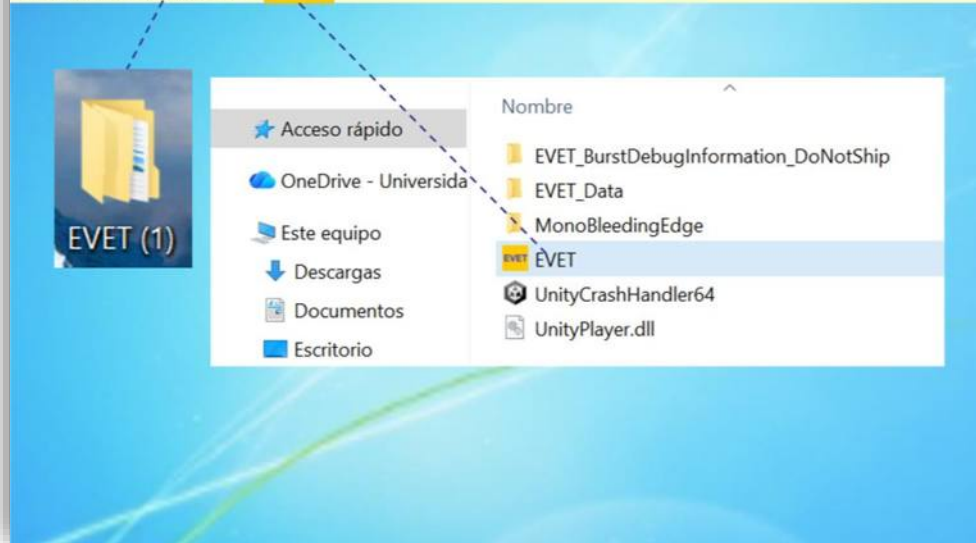 EVET (1)
Acceso rápido
OneDrive - Universida
Este equipo
Descargas
Documentos
Escritorio
Nombre
EVET_BurstDebugInformation_DoNotShip
EVET_Data
MonoBleedingEdge
EVET EVET
UnityCrashHandler64
UnityPlayer.dll